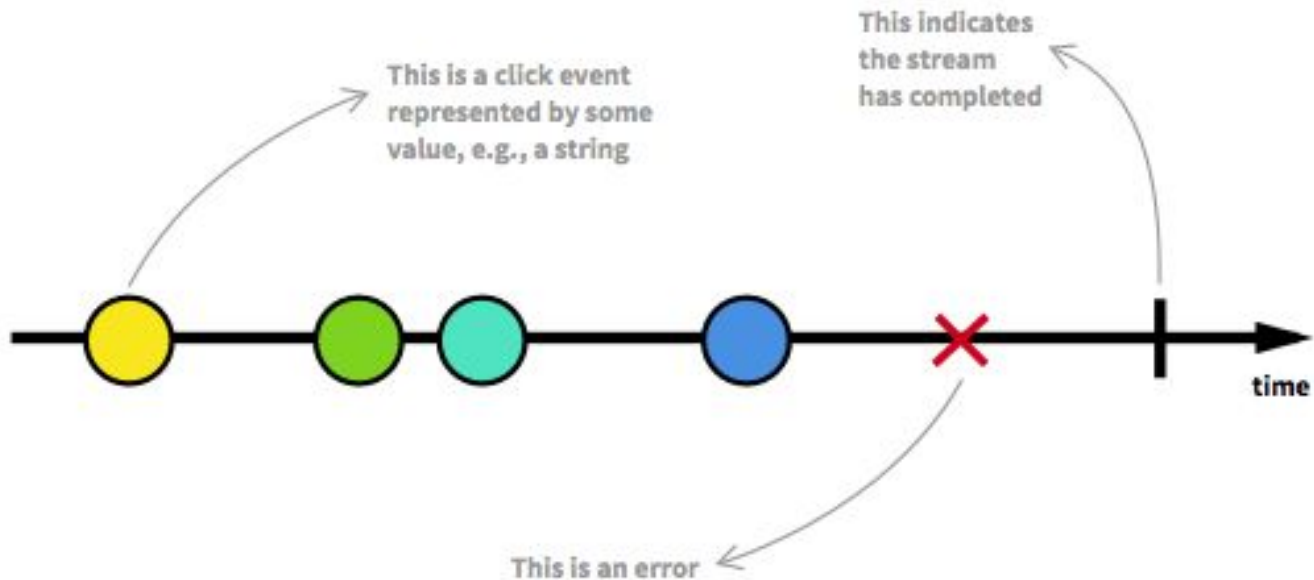 This indicates
the stream
has completed
This is a click event
represented by some
value, e.g., a string
time
This is an error